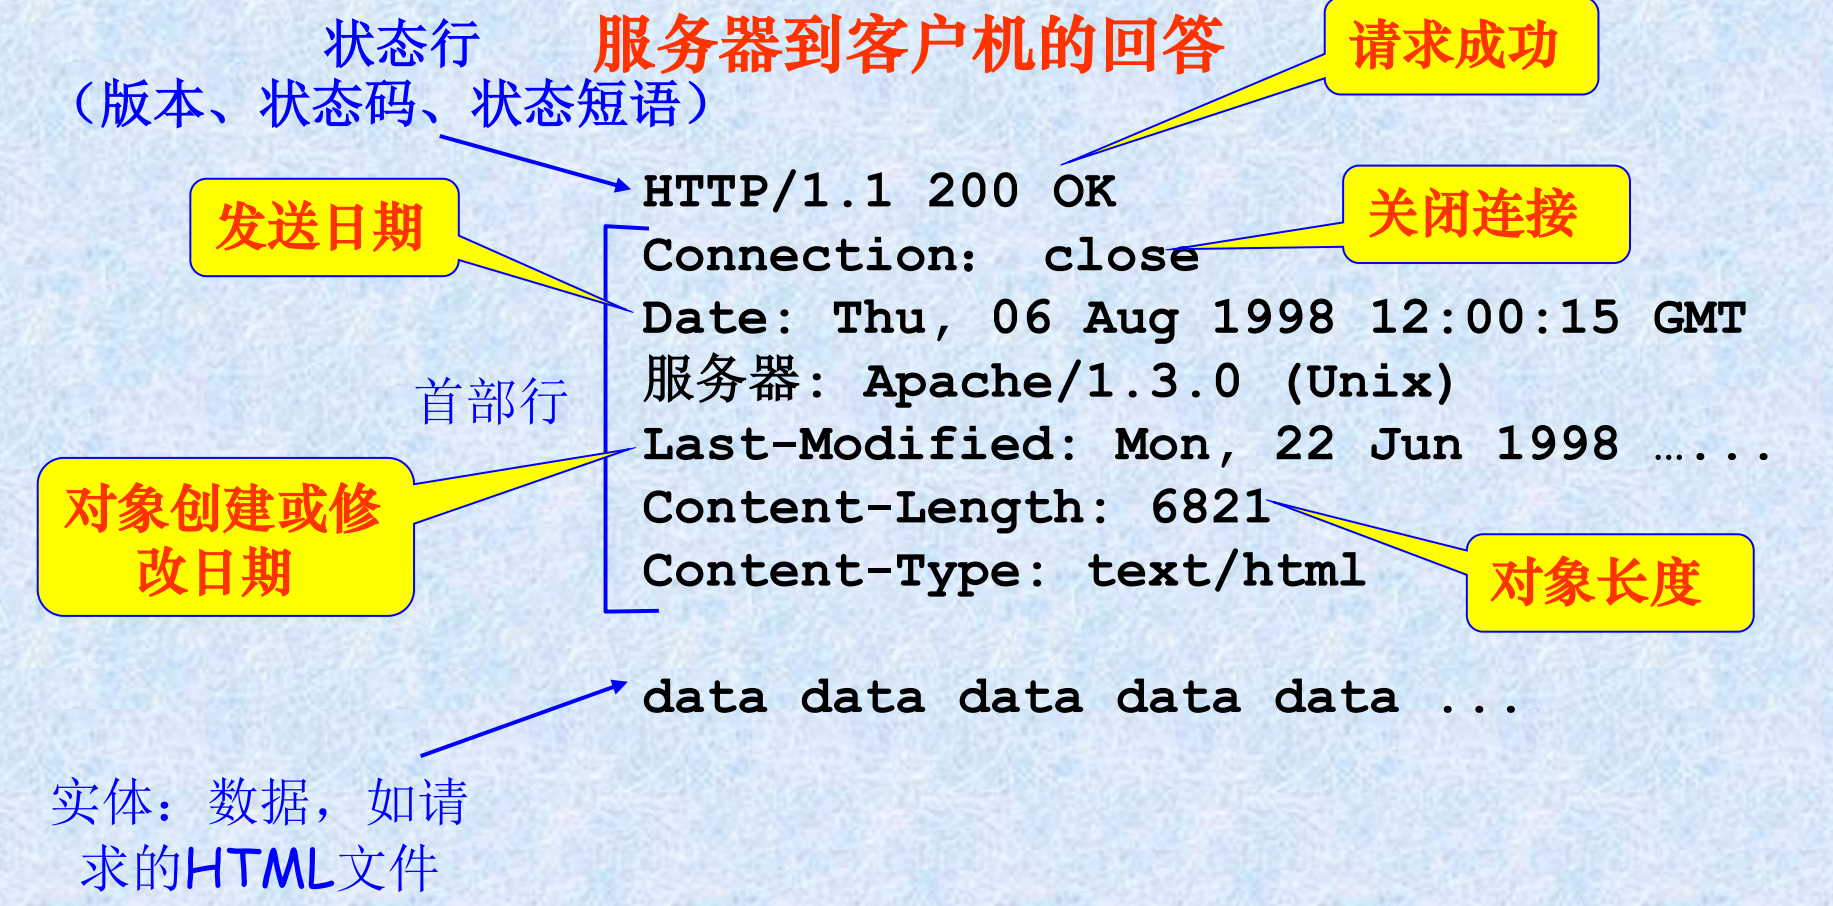 服务器到客户机的回答
状态行
（版本、状态码、状态短语）
请求成功
HTTP/1.1 200 OK
关闭连接
Connection: close
发送日期
Date: Thu, 06 Aug 1998 12:00:15 GMT
服务器: Apache/1.3.0 (Unix)
首部行
Last-Modified: Mon, 22 Jun 1998 …...
对象创建或修
改日期
Content-Length: 6821
对象长度
Content-Type: text/html
data data data data data ...
实体：数据，如请
求的HTML文件